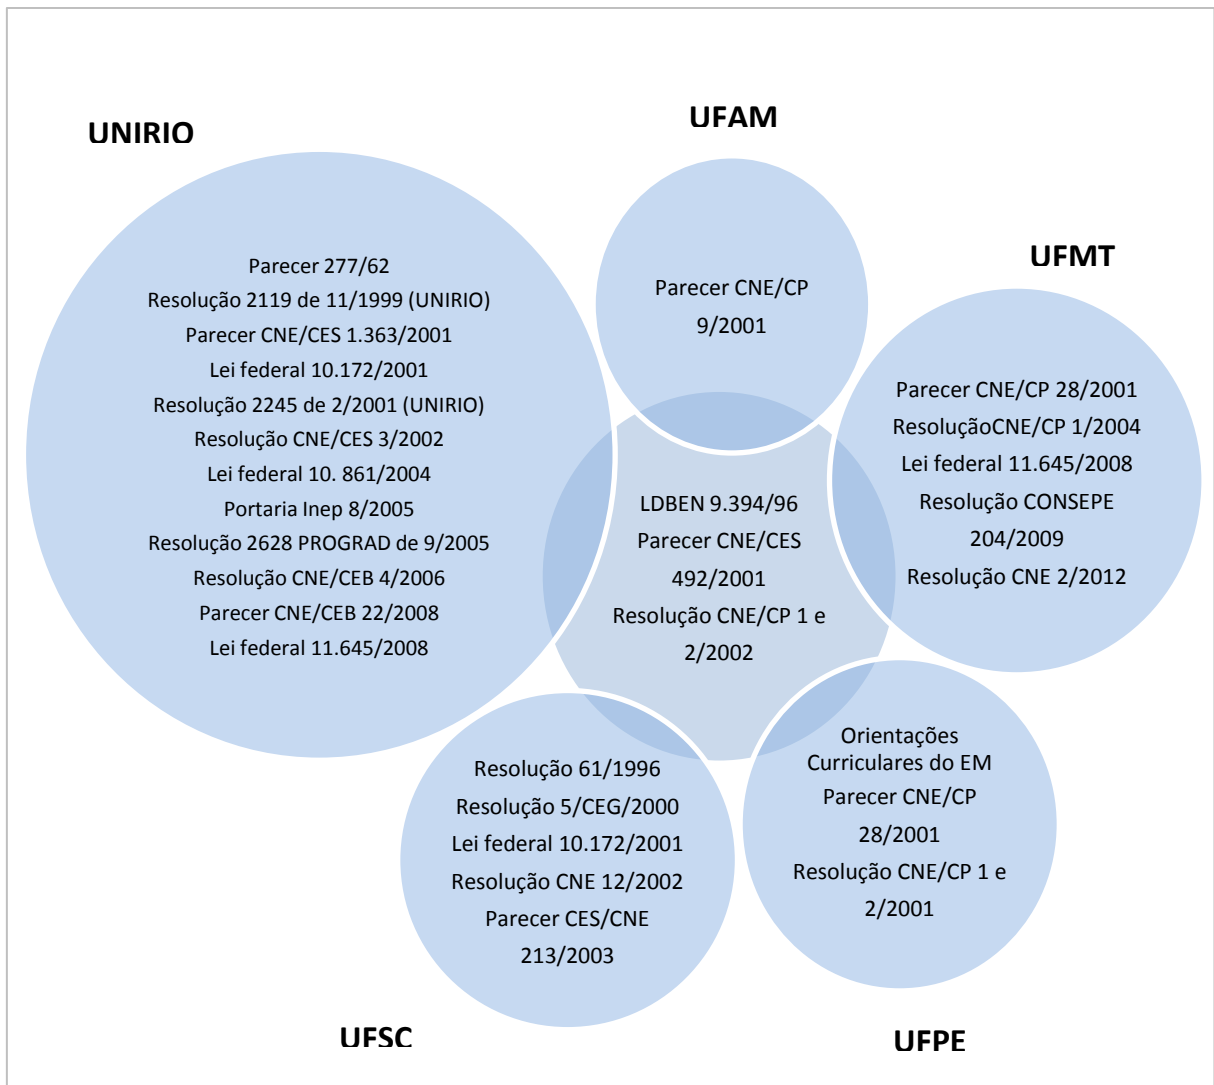 UNIRIO
Parecer 277/62
Resolução 2119 de 11/1999 (UNIRIO)
Parecer CNE/CES 1.363/2001
Lei federal 10.172/2001
Resolução 2245 de 2/2001 (UNIRIO)
Resolução CNE/CES 3/2002
Lei federal 10. 861/2004
Portaria Inep 8/2005
Resolução 2628 PROGRAD de 9/2005
Resolução CNE/CEB 4/2006
Parecer CNE/CEB 22/2008
Lei federal 11.645/2008
UFAM
Parecer CNE/CP
9/2001
UFMT
Parecer CNE/CP 28/2001
ResoluçãoCNE/CP 1/2004
Lei federal 11.645/2008
Resolução CONSEPE
204/2009
Resolução CNE 2/2012
LDBEN 9.394/96
Parecer CNE/CES
492/2001
Resolução CNE/CP 1 e
2/2002
Resolução 61/1996
Resolução 5/CEG/2000
Lei federal 10.172/2001
Resolução CNE 12/2002
Parecer CES/CNE
213/2003
UFSC
Orientações
Curriculares do EM
Parecer CNE/CP
28/2001
Resolução CNE/CP 1 e
2/2001
UFPE